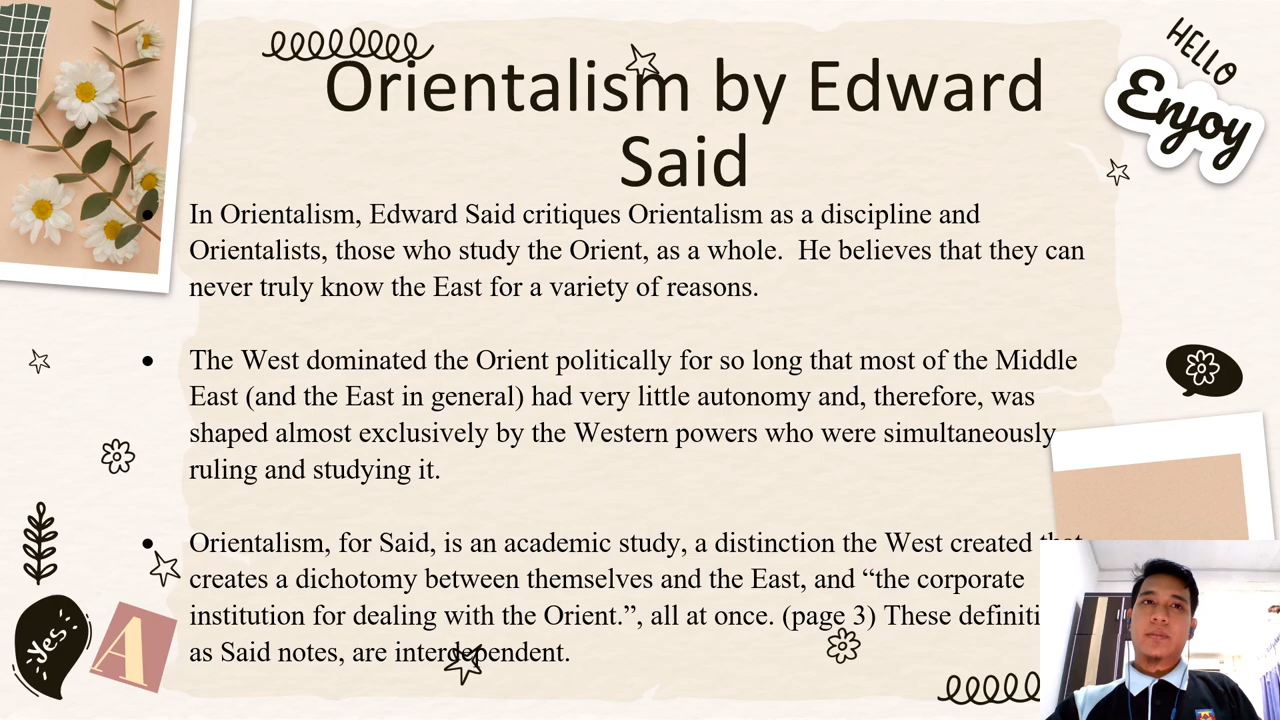 HELLO
Enjoy
Orientalism by Edward
Said
• In Orientalism, Edward Said critiques Orientalism as a discipline and
Orientalists, those who study the Orient, as a whole.  He believes that they can
never truly know the East for a variety of reasons.
• The West dominated the Orient politically for so long that most of the Middle
East (and the East in general) had very little autonomy and, therefore, was
shaped almost exclusively by the Western powers who were simultaneously
ruling and studying it.
• Orientalism, for Said, is an academic study, a distinction the West created that
creates a dichotomy between themselves and the East, and “the corporate
institution for dealing with the Orient.”, all at once. (page 3) These definiti
as Said notes, are interdependent.
Yes
A